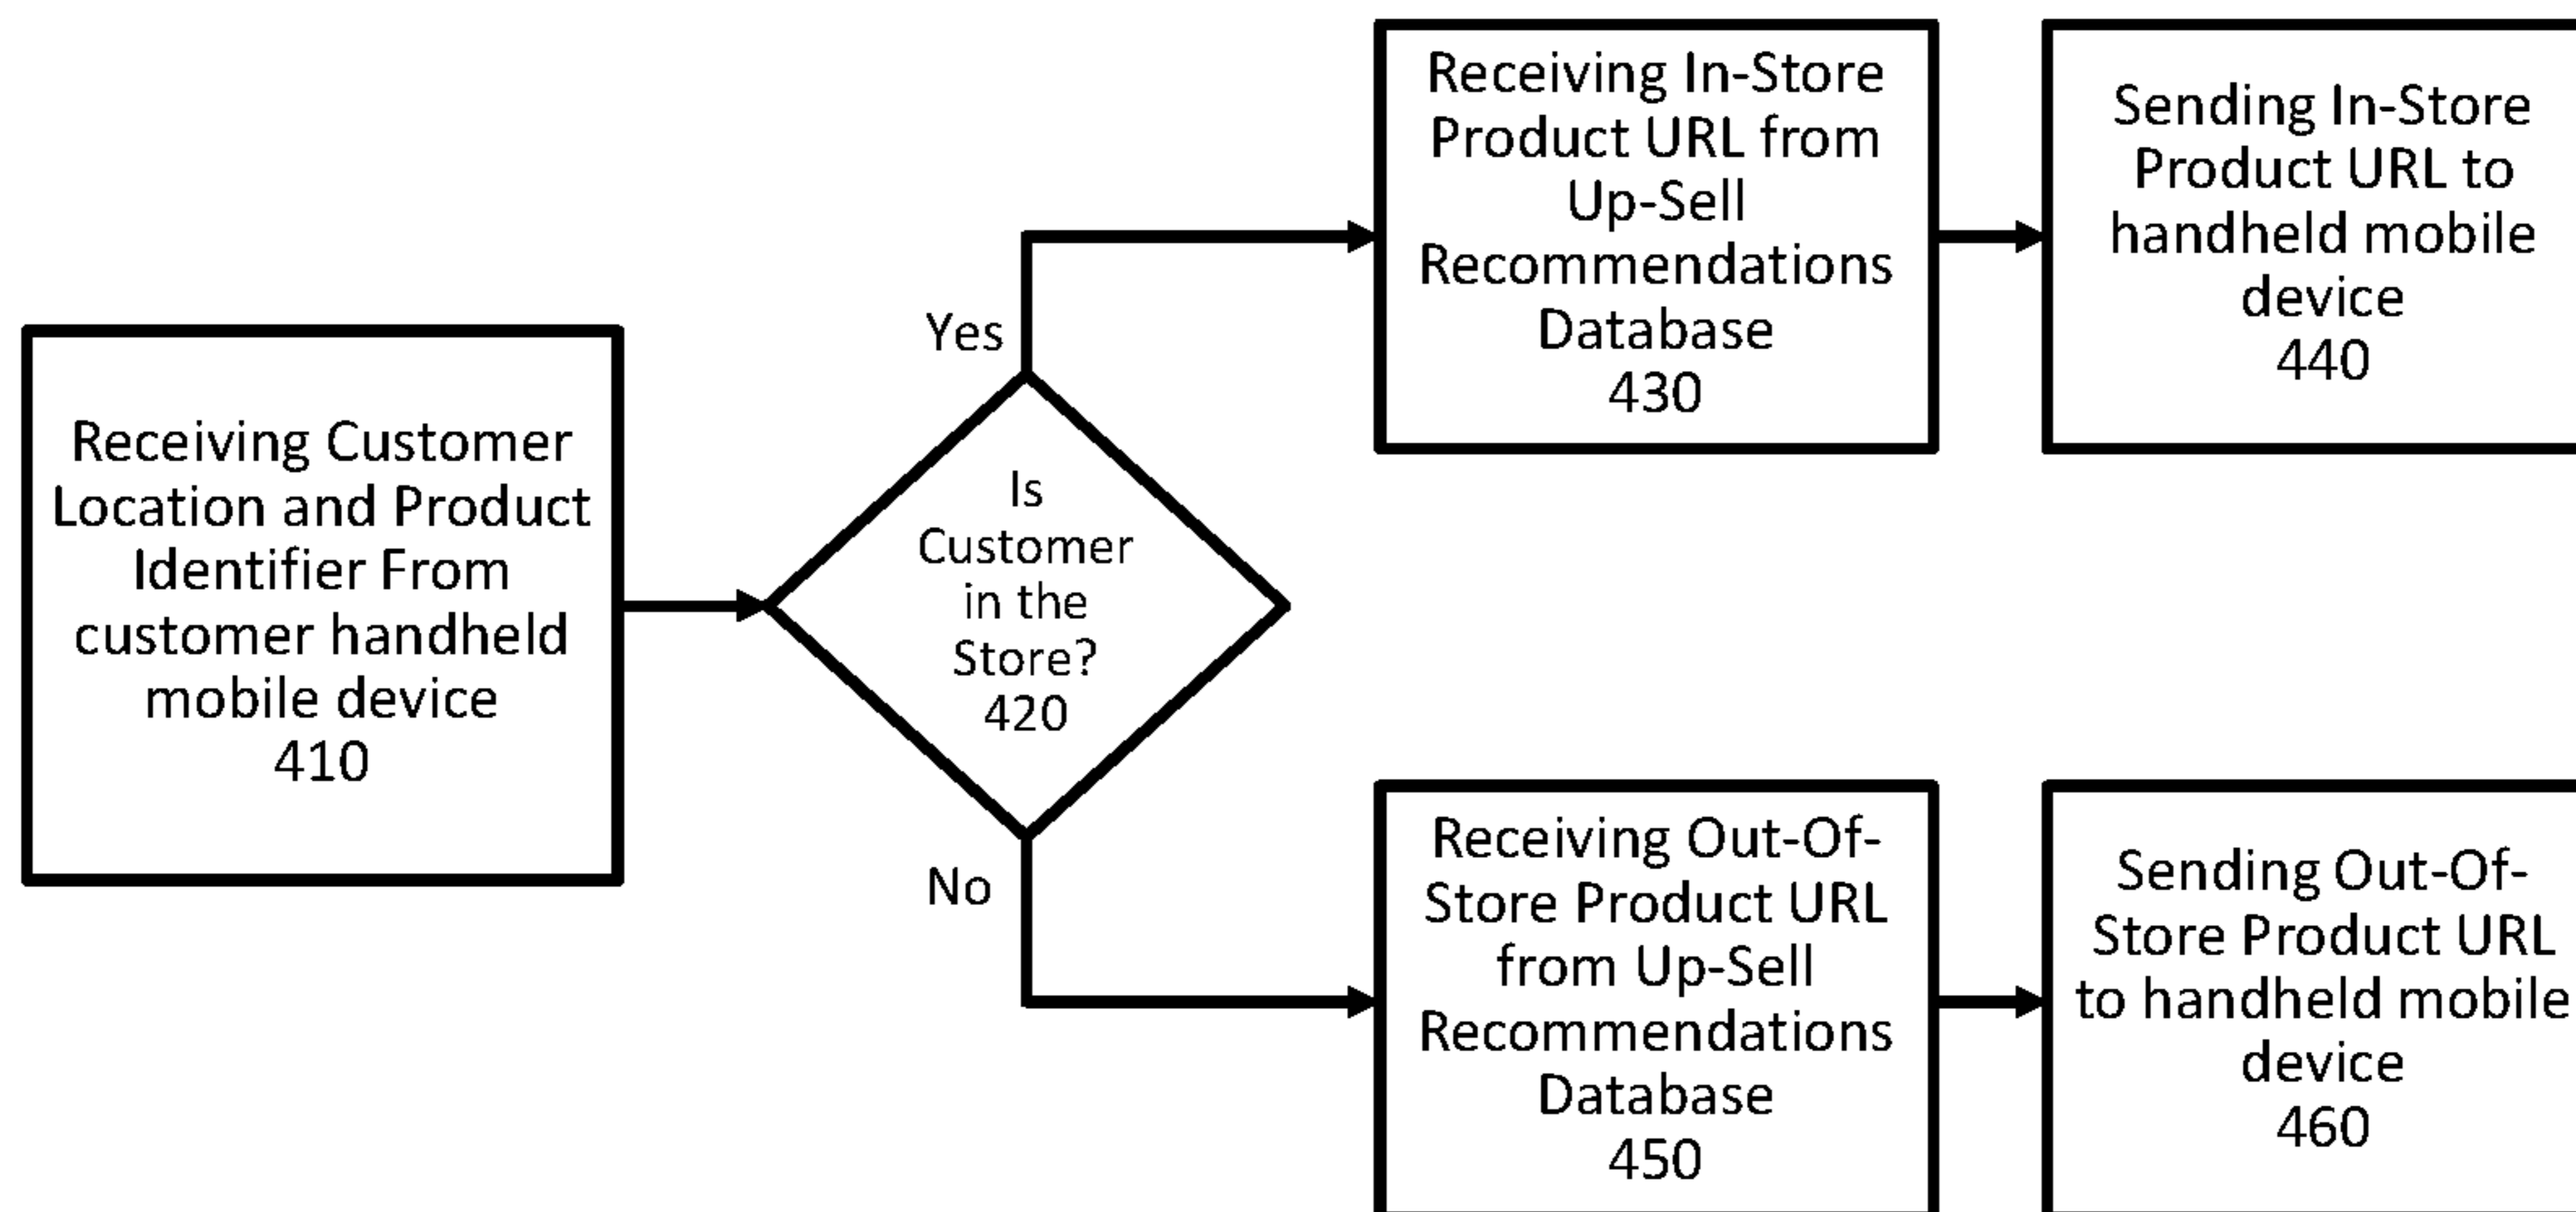 Receiving Customer
Location and Product
Identifier From
customer handheld
mobile device
410
Is
Customer
in the
Store?
420
Yes
Receiving In-Store
Product URL from
Up-Sell
Recommendations
Database
430
Sending In-Store
Product URL to
handheld mobile
device
440
No
Receiving Out-Of-
Store Product URL
from Up-Sell
Recommendations
Database
450
Sending Out-Of-
Store Product URL
to handheld mobile
device
460